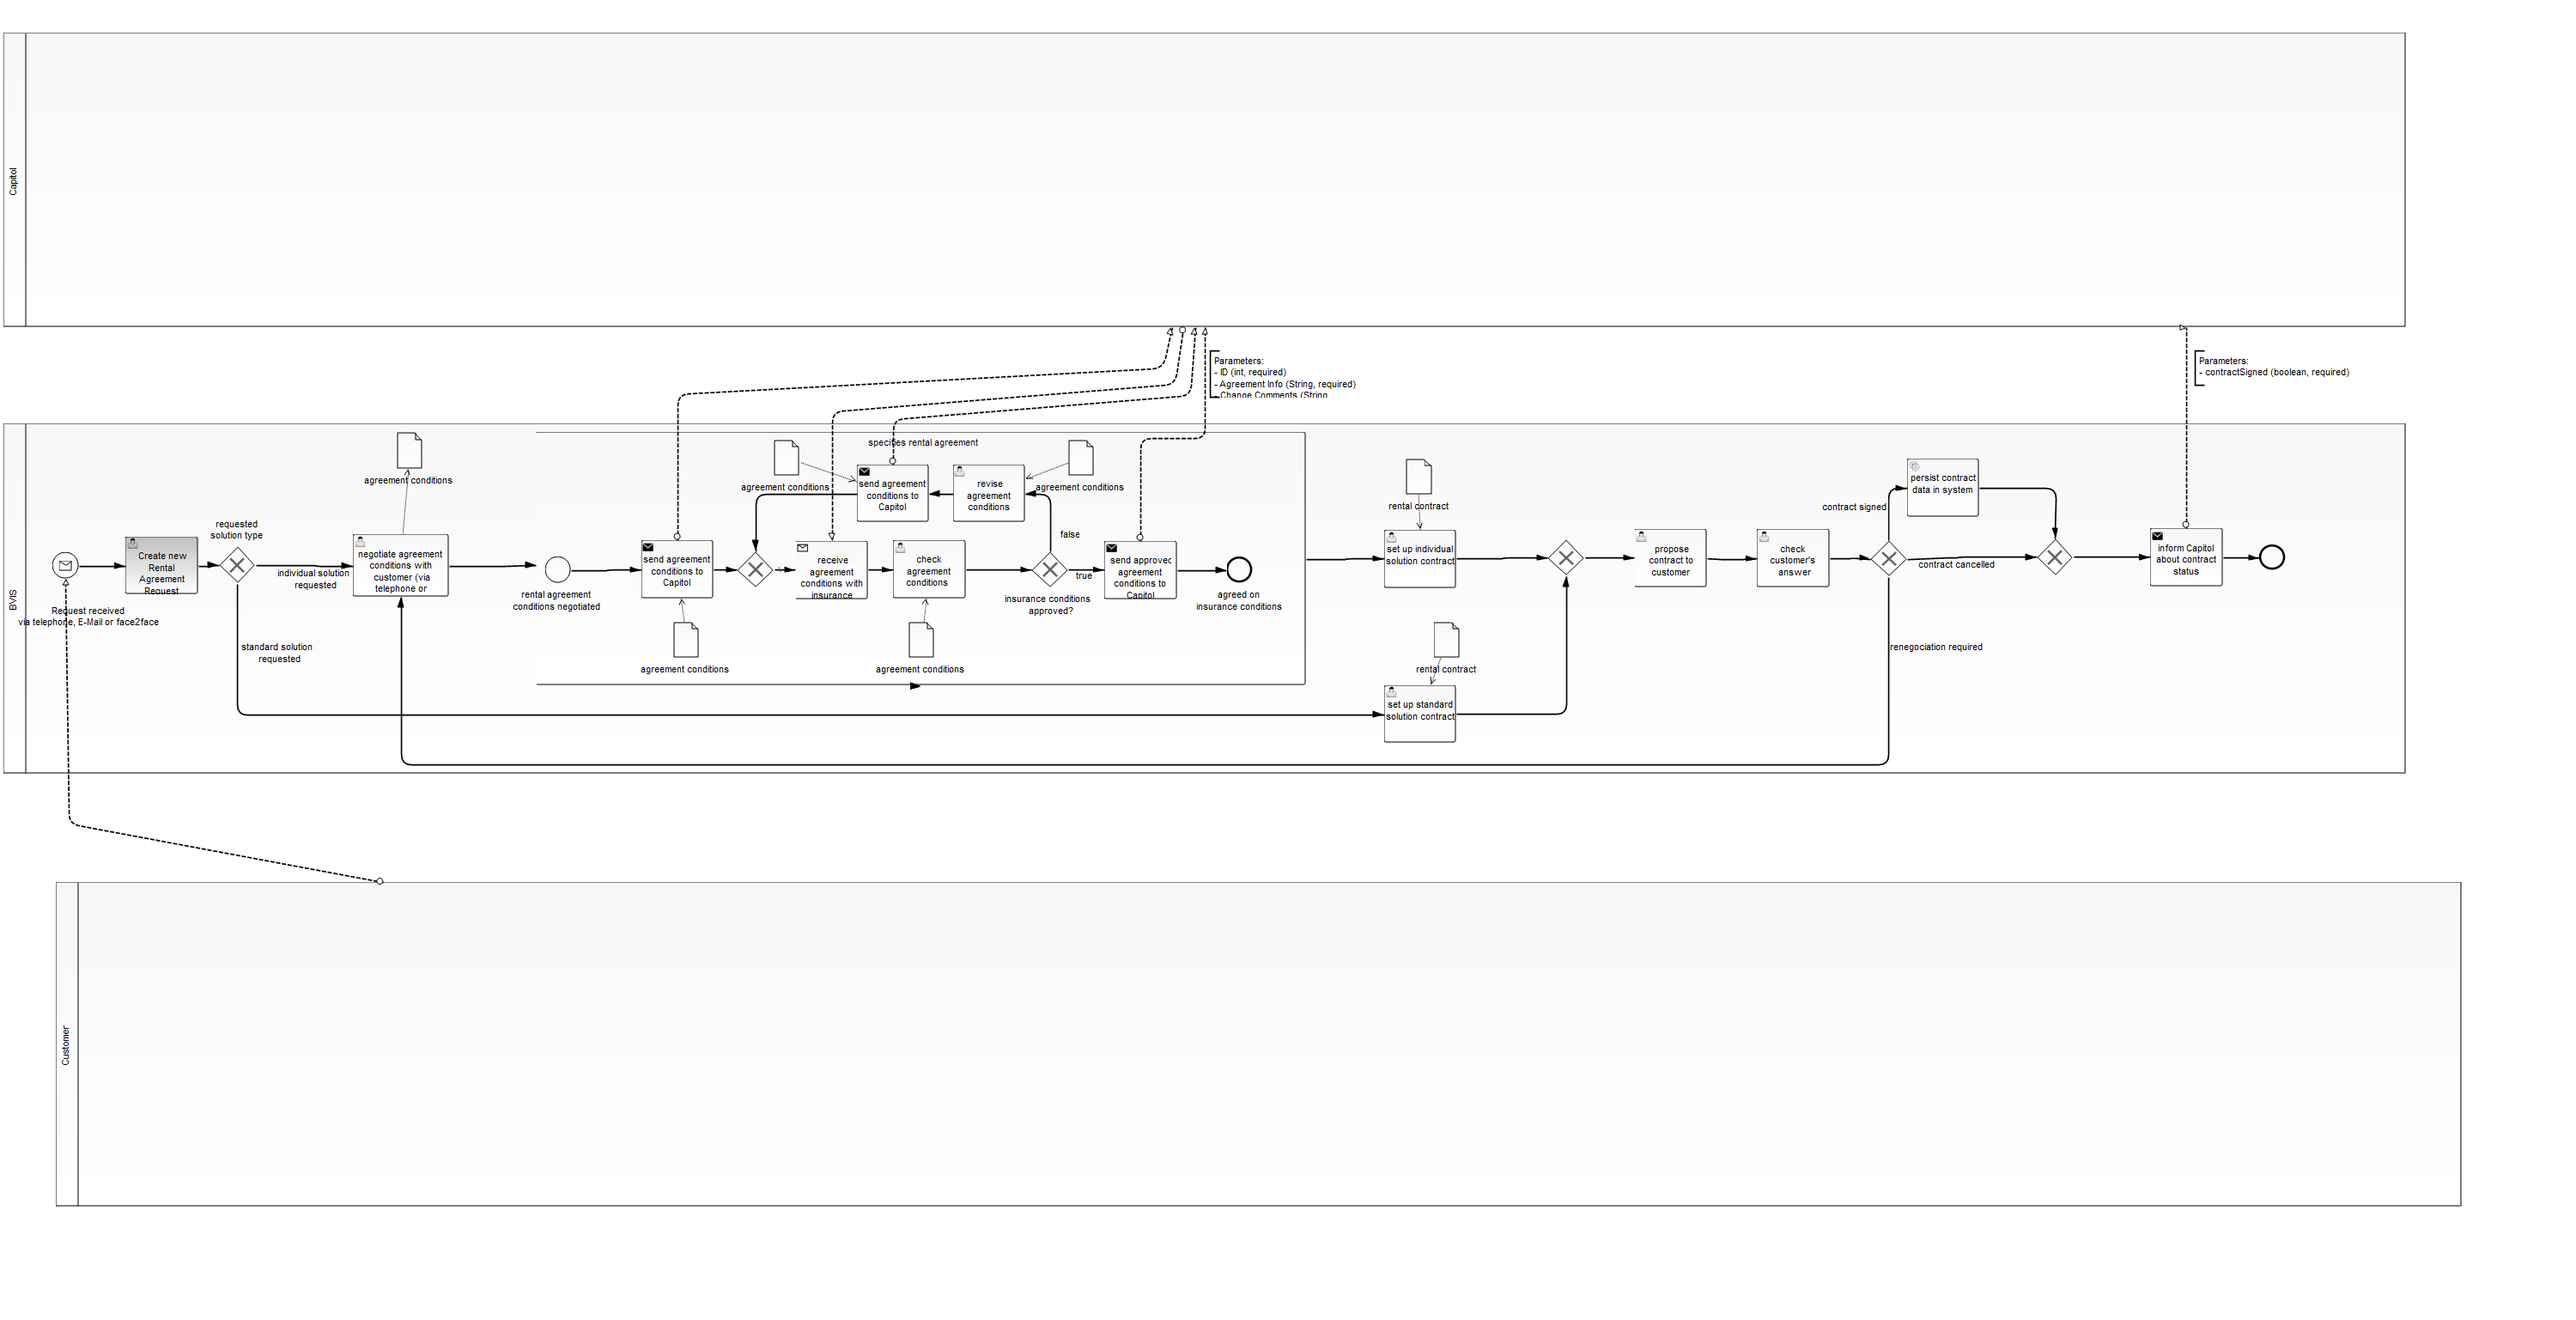 Capitol
Parameters:
- ID (int, required)
- Agreement Info (String, required)
- Change Comments (String
Parameters:
- contractSigned (boolean, required)
BVIS
Request received
via telephone, E-Mail or face2face
Create new
Rental
Agreement
Request
requested
solution type
individual solution
requested
standard solution
requested
agreement conditions
negotiate agreement
conditions with
customer (via
telephone or
specifies rental agreement
rental agreement
conditions negotiated
send agreement
conditions to
Capitol
agreement conditions
agreement conditions
send agreement
conditions to
Capitol
revise
agreement
conditions
agreement conditions
receive
agreement
conditions with
insurance
check
agreement
conditions
agreement conditions
false
true
insurance conditions
approved?
send approved
agreement
conditions to
Capitol
agreed on
insurance conditions
rental contract
set up individual
solution contract
rental contract
set up standard
solution contract
propose
contract to
customer
check
customer's
answer
contract signed
persist contract
data in system
contract cancelled
renegociation required
inform Capitol
about contract
status
Customer